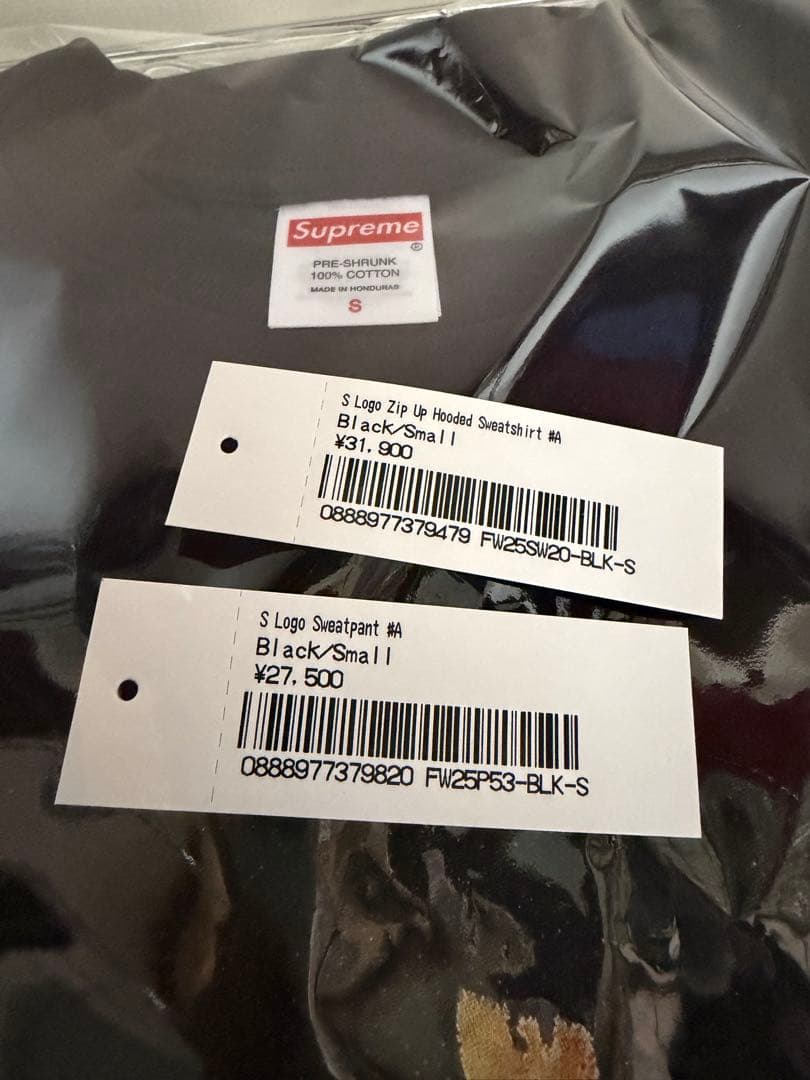 Supreme
®
PRE-SHRUNK
100% COTTON
MADE IN HONDURAS
S
S Logo Zip Up Hooded Sweatshirt #A
Black/Small
¥31,900
0888977379479 FW25SW20-BLK-S
S Logo Sweatpant #A
Black/Small
¥27,500
0888977379820 FW25P53-BLK-S